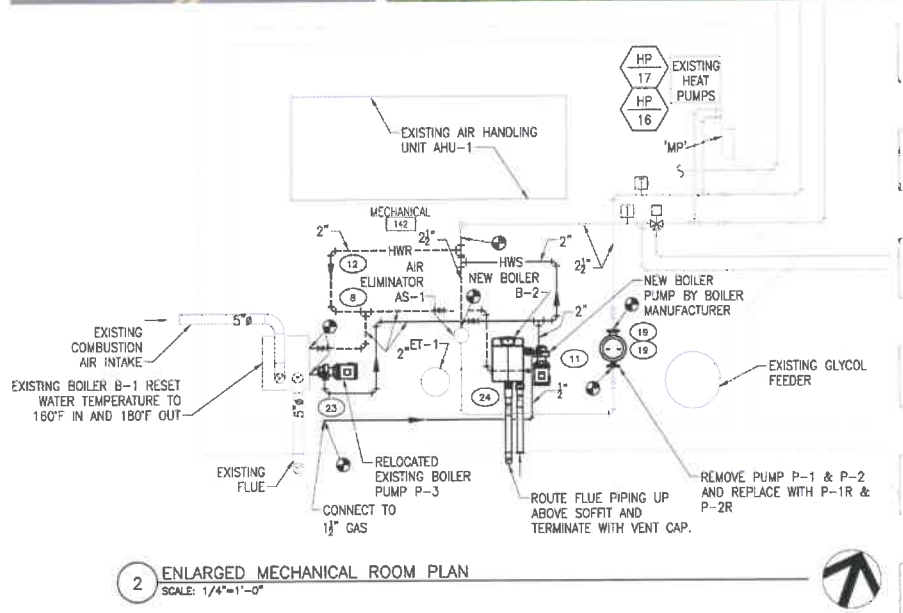 HP
17
EXISTING
HEAT
PUMPS
HP
16
'MP'
EXISTING AIR HANDLING
UNIT AHU-1
MECHANICAL
142
2"
2½"
HWR
12
HWS
2"
2½"
AIR
ELIMINATOR
AS-1
8
NEW BOILER
B-2
NEW BOILER
PUMP BY BOILER
MANUFACTURER
2"
EXISTING
COMBUSTION
AIR INTAKE
5"ø
2"
ET-1
11
19
19
EXISTING GLYCOL
FEEDER
EXISTING BOILER B-1 RESET
WATER TEMPERATURE TO
160°F IN AND 180°F OUT
5"ø
23
24
½"
EXISTING
FLUE
RELOCATED
EXISTING BOILER
PUMP P-3
CONNECT TO
1½" GAS
ROUTE FLUE PIPING UP
ABOVE SOFFIT AND
TERMINATE WITH VENT CAP.
REMOVE PUMP P-1 & P-2
AND REPLACE WITH P-1R &
P-2R
2
ENLARGED MECHANICAL ROOM PLAN
SCALE: 1/4"=1'-0"